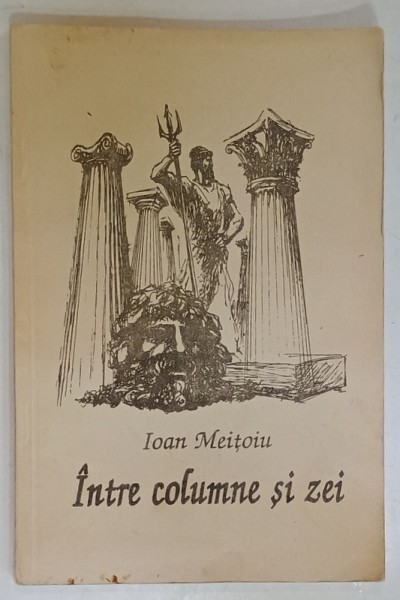 Ioan Meițoiu
Între columne și zei